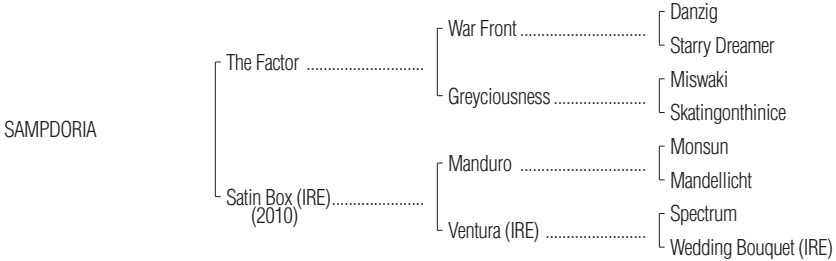 Danzig
War Front ............................
Starry Dreamer
The Factor ..........................
Miswaki
Greyciousness ....................
Skatingonthinice
SAMPDORIA
Monsun
Manduro ............................
Mandellicht
Satin Box (IRE)....................
(2010)
Spectrum
Ventura (IRE) ......................
Wedding Bouquet (IRE)